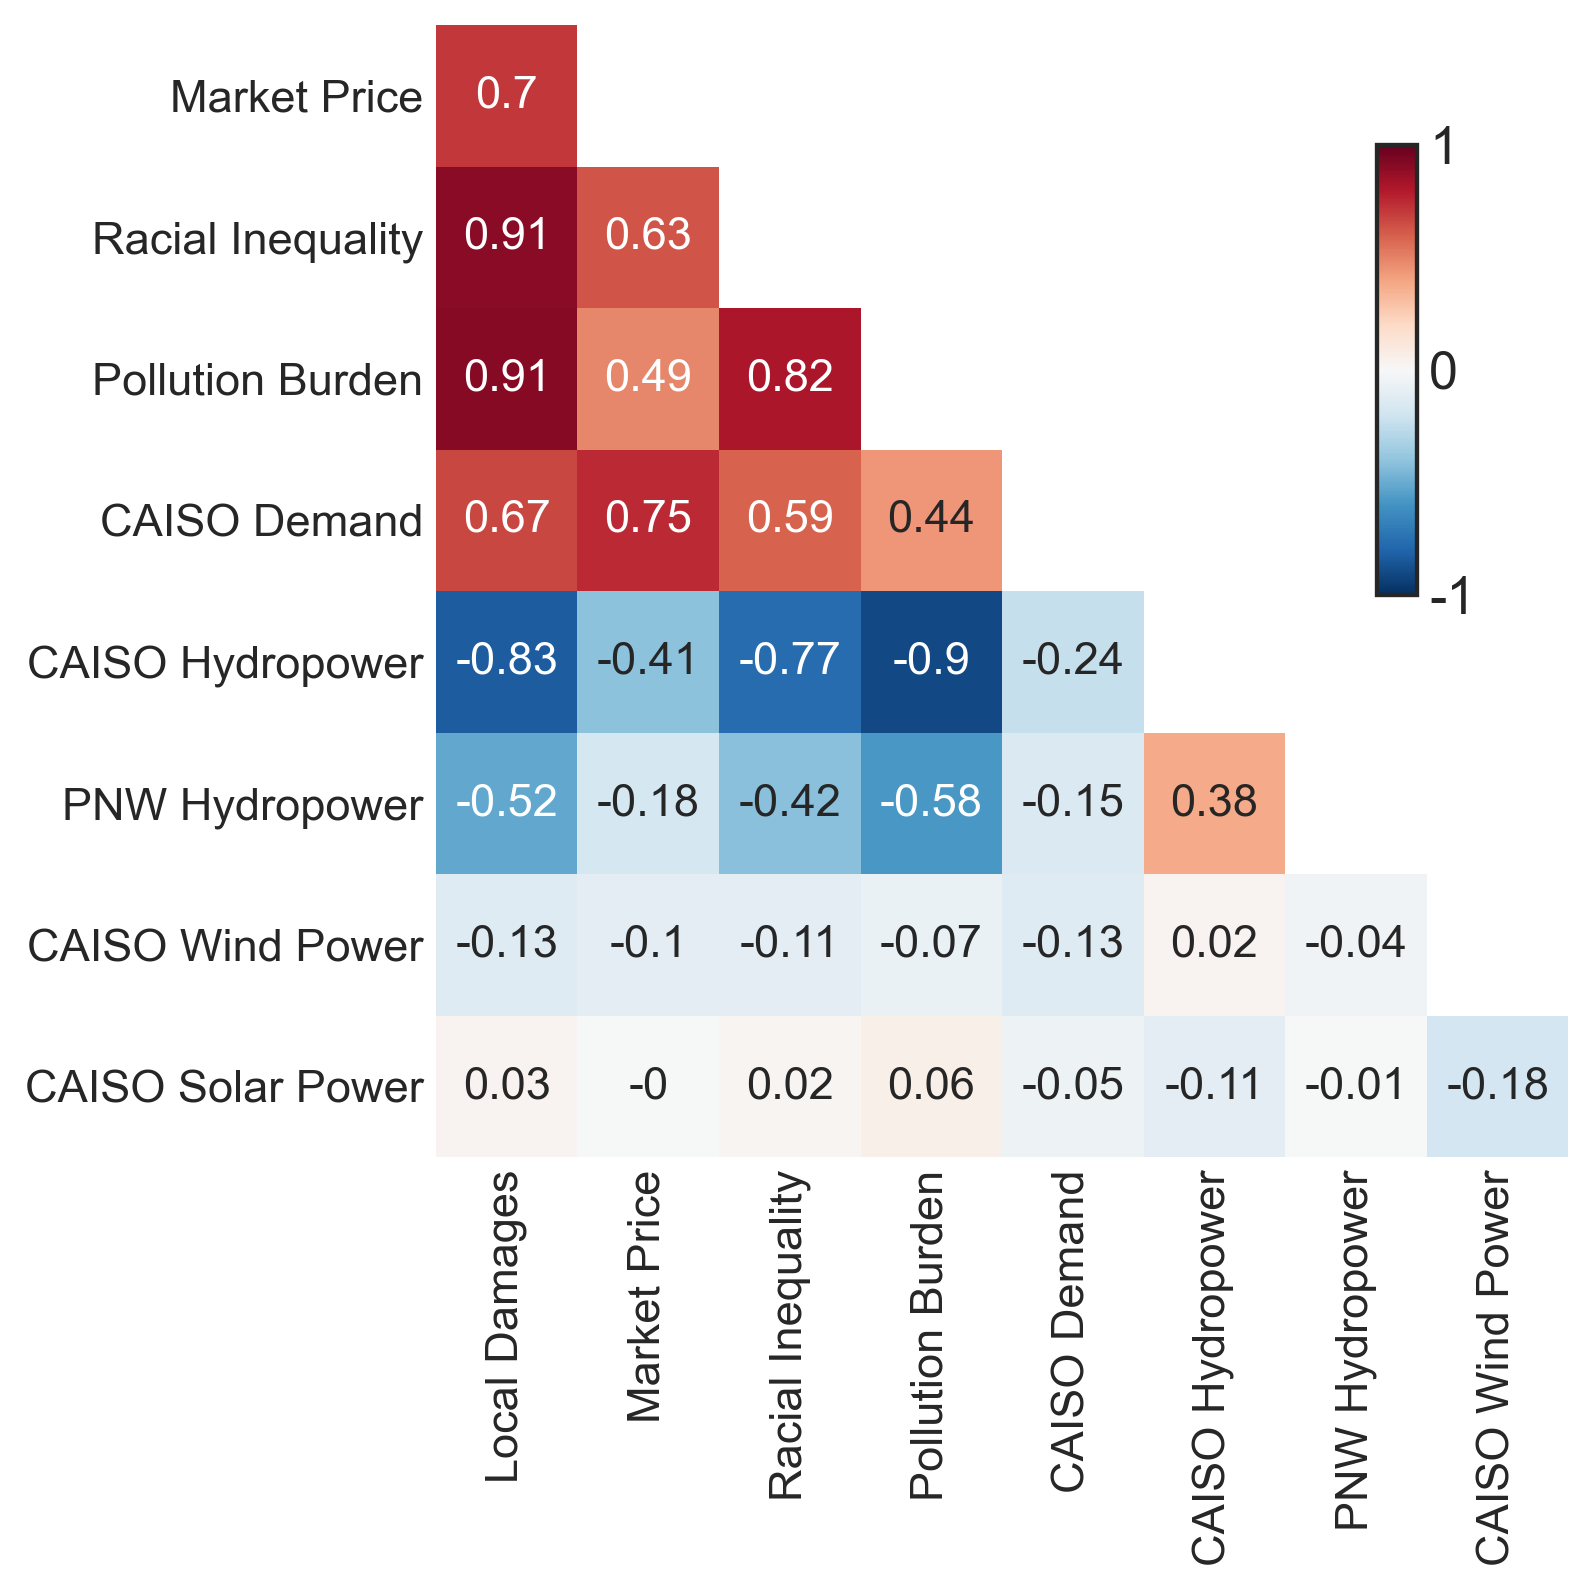 Market Price 0.7
1
Racial Inequality 0.91 0.63
Pollution Burden 0.91 0.49 0.82
0
CAISO Demand 0.67 0.75 0.59 0.44
-1
CAISO Hydropower -0.83 -0.41 -0.77 -0.9 -0.24
PNW Hydropower -0.52 -0.18 -0.42 -0.58 -0.15 0.38
CAISO Wind Power -0.13 -0.1 -0.11 -0.07 -0.13 0.02 -0.04
CAISO Solar Power 0.03 -0 0.02 0.06 -0.05 -0.11 -0.01 -0.18
Local Damages
Market Price
Racial Inequality
Pollution Burden
CAISO Demand
CAISO Hydropower
PNW Hydropower
CAISO Wind Power